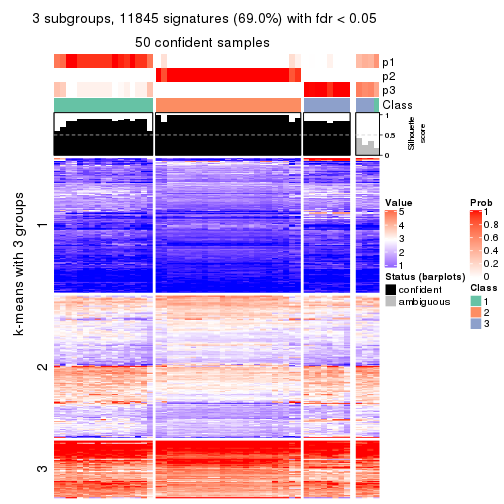 3 subgroups, 11845 signatures (69.0%) with fdr < 0.05
50 confident samples
p1
p2
p3
Class
1
0.5
0
Silhouette
score
k-means with 3 groups
1
2
3
Value
5
4
3
2
1
Status (barplots)
confident
ambiguous
Prob
1
0.8
0.6
0.4
0.2
0
Class
1
2
3